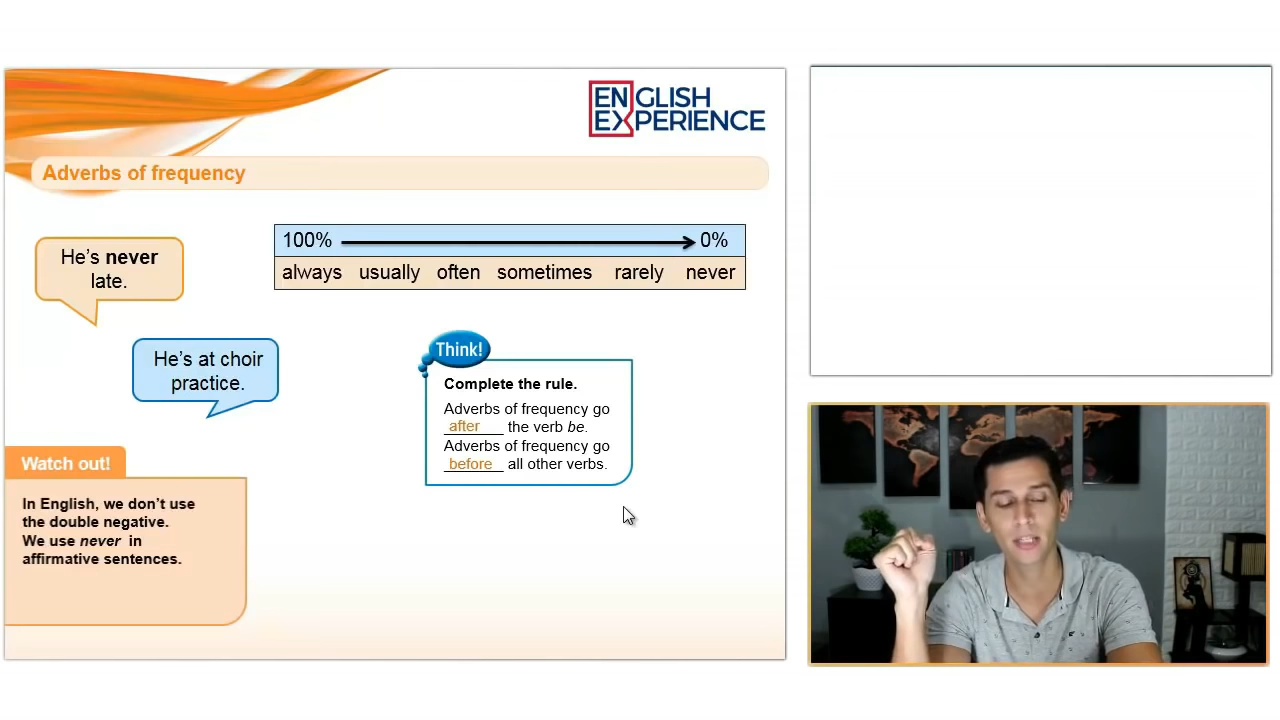 ENGLISH
EXPERIENCE
Adverbs of frequency
100% 0%
always usually often sometimes rarely never
He's never
late.
He's at choir
practice.
Think!
Complete the rule.
Adverbs of frequency go
after the verb be.
Adverbs of frequency go
before all other verbs.
Watch out!
In English, we don't use
the double negative.
We use never in
affirmative sentences.